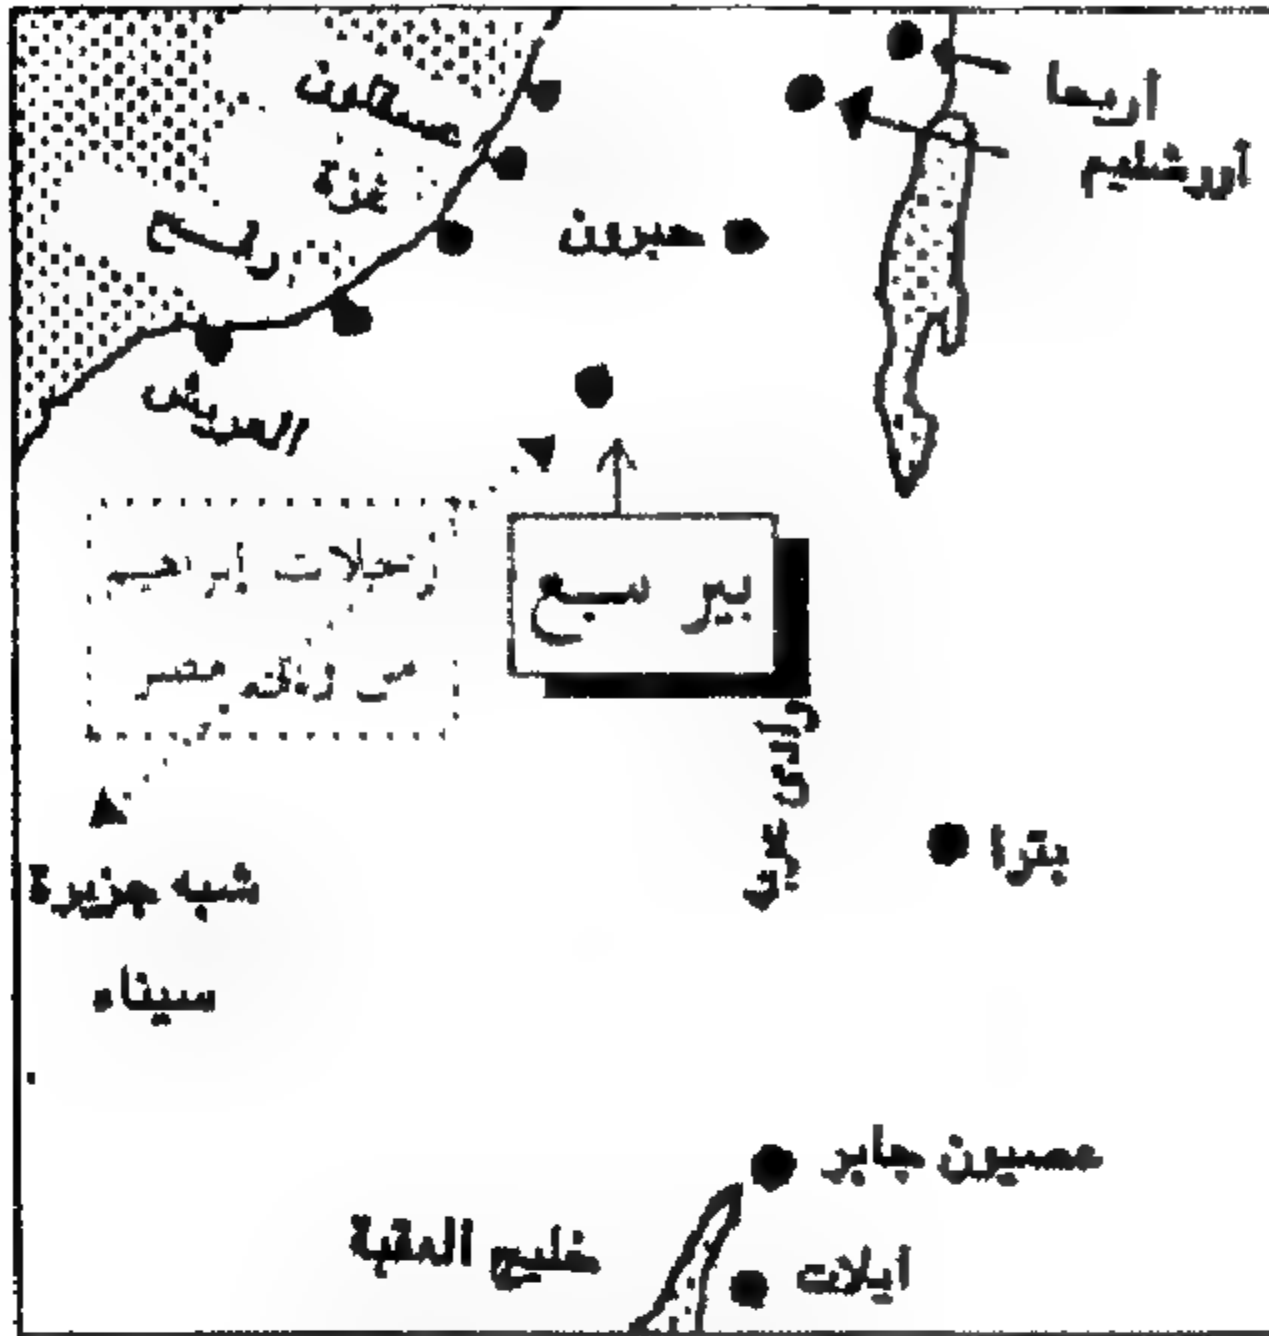 أريحا
أورشليم
عسقلان
غزة
رفح
حبرون
العريش
بير سبع
رحلات إبراهيم
من وإلى مصر
وادى عربة
بترا
شبه جزيرة
سيناء
عصيون جابر
خليج العقبة
ايلات